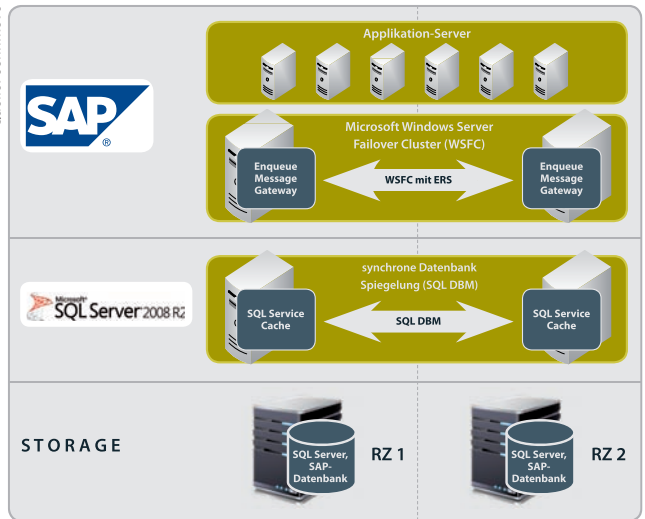 Applikation-Server
SAP
®
Microsoft Windows Server
Failover Cluster (WSFC)
Enqueue
Message
Gateway
WSFC mit ERS
Enqueue
Message
Gateway
Microsoft®
SQL Server 2008 R2
synchrone Datenbank
Spiegelung (SQL DBM)
SQL Service
Cache
SQL DBM
SQL Service
Cache
STORAGE
SQL Server,
SAP-
Datenbank
RZ 1
SQL Server,
SAP-
Datenbank
RZ 2